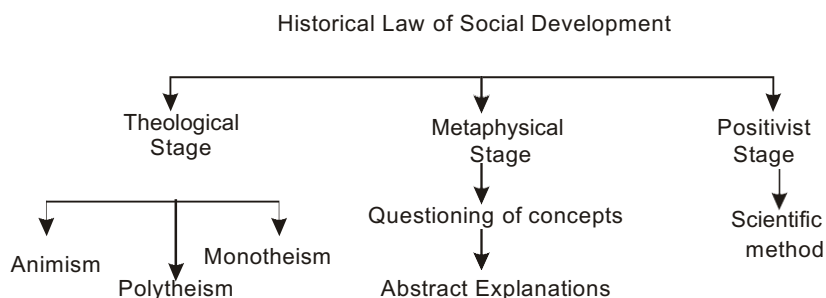 Historical Law of Social Development
Theological
Stage
Metaphysical
Stage
Positivist
Stage
Animism
Polytheism
Monotheism
Questioning of concepts
Abstract Explanations
Scientific
method